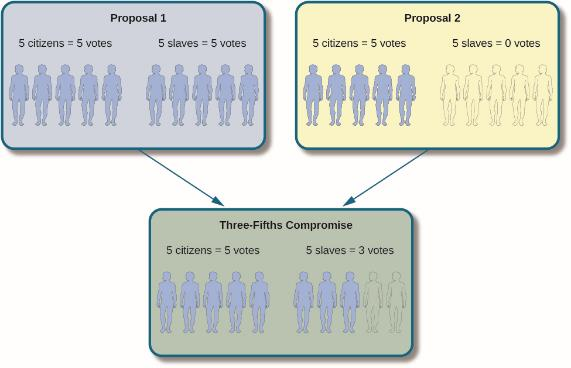 Proposal 1
5 citizens = 5 votes 5 slaves = 5 votes
Proposal 2
5 citizens = 5 votes 5 slaves = 0 votes
Three-Fifths Compromise
5 citizens = 5 votes 5 slaves = 3 votes